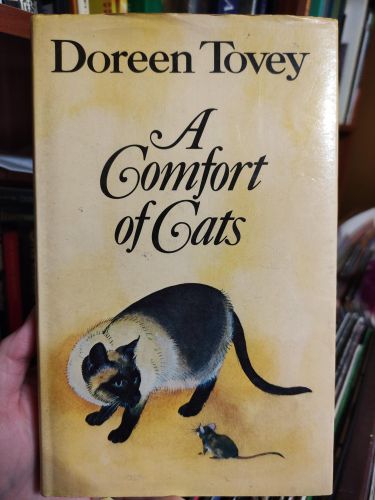 Doreen Tovey
A
Comfort
of Cats